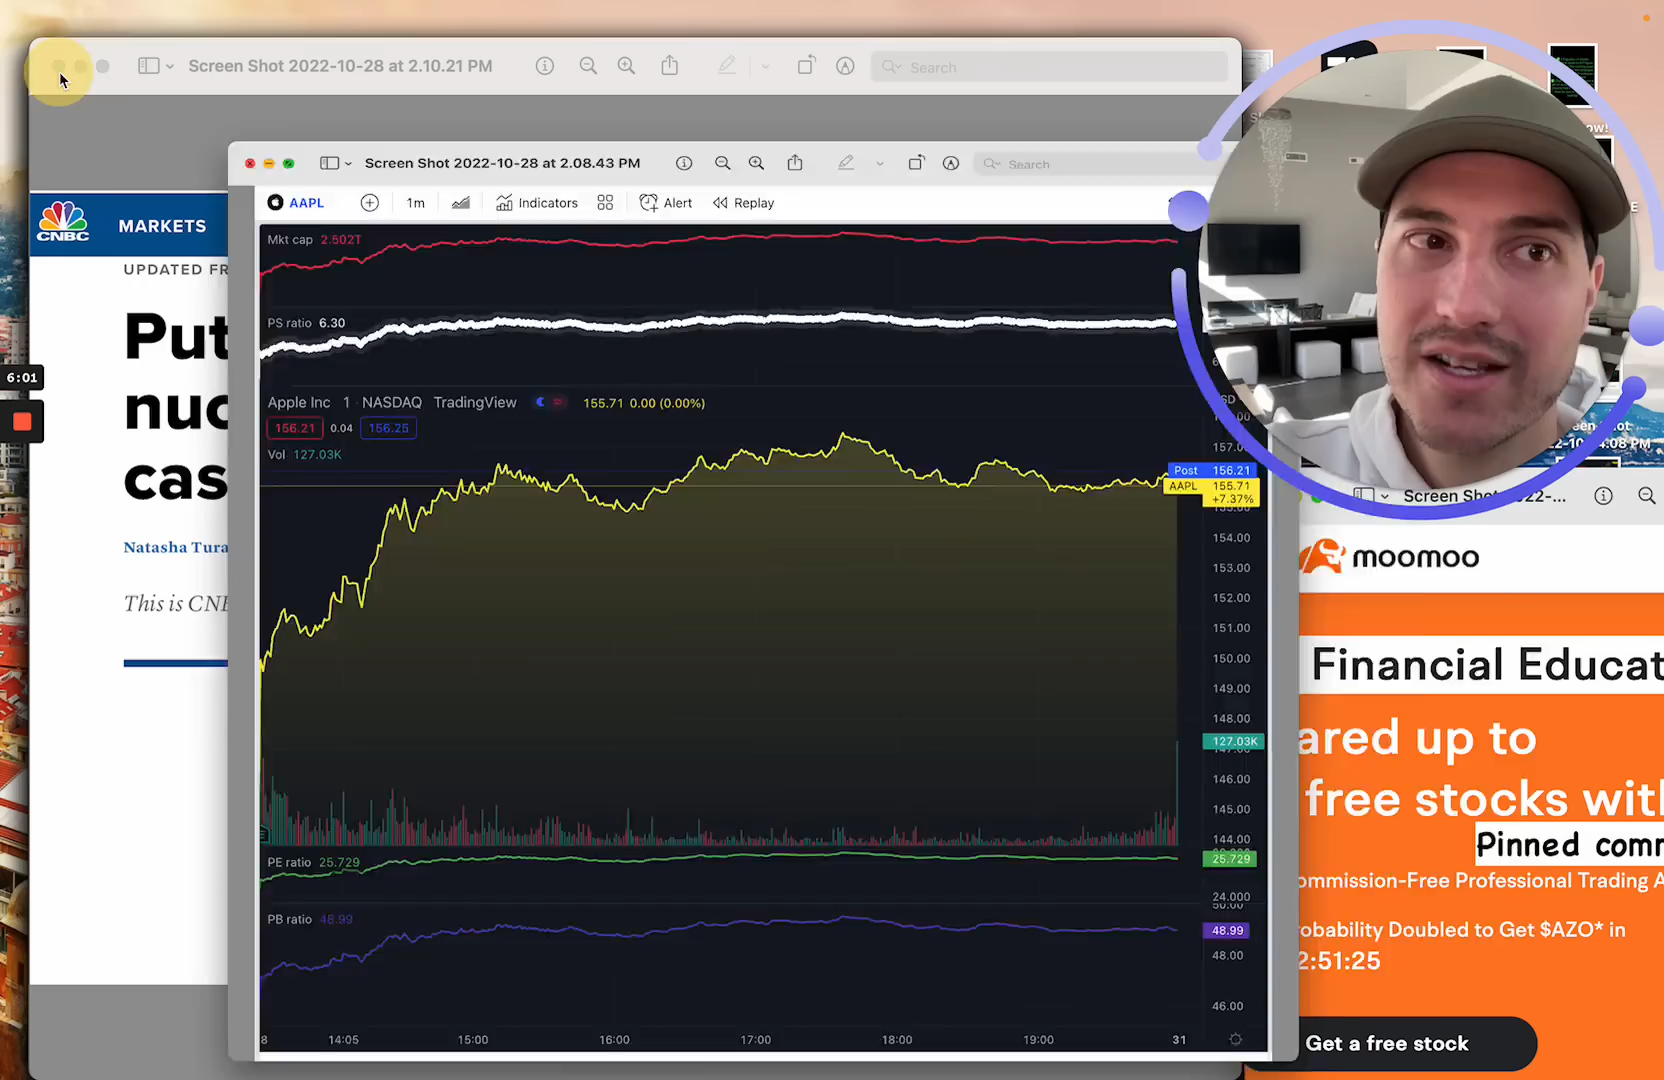 Screen Shot 2022-10-28 at 2.10.21 PM
Search
Screen Shot 2022-10-28 at 2.08.43 PM
Search
AAPL
1m
Indicators
Alert
Replay
CNBC
MARKETS
UPDATED FR
Put
nuc
cas
Natasha Tura
This is CNB
6:01
Mkt cap 2.502T
PS ratio 6.30
Apple Inc 1 NASDAQ TradingView
155.71 0.00 (0.00%)
156.21 0.04 156.25
Vol 127.03K
157.0
Post 156.21
AAPL 155.71
+7.37%
154.00
153.00
152.00
151.00
150.00
149.00
148.00
127.03K
146.00
145.00
144.00
PE ratio 25.729
25.729
24.000
PB ratio 48.99
48.99
48.00
46.00
8 14:05 15:00 16:00 17:00 18:00 19:00 31
Screen Shot 2022-...
moomoo
Financial Educat
ared up to
free stocks with
Pinned comm
ommission-Free Professional Trading A
obability Doubled to Get $AZO* in
2:51:25
Get a free stock